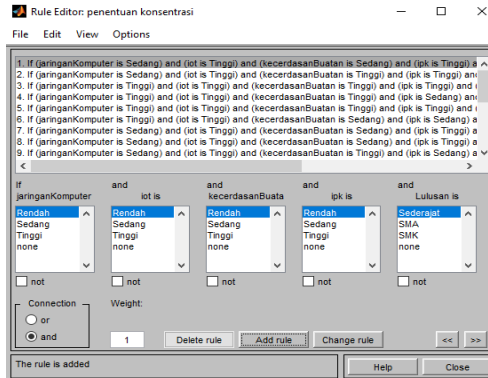 Rule Editor: penentuan konsentrasi
File Edit View Options
1. If (jaringanKomputer is Sedang) and (iot is Tinggi) and (kecerdasanBuatan is Sedang) and (ipk is Tinggi) a
2. If (jaringanKomputer is Sedang) and (iot is Tinggi) and (kecerdasanBuatan is Tinggi) and (ipk is Tinggi) and
3. If (jaringanKomputer is Tinggi) and (iot is Tinggi) and (kecerdasanBuatan is Tinggi) and (ipk is Tinggi) and
4. If (jaringanKomputer is Tinggi) and (iot is Tinggi) and (kecerdasanBuatan is Tinggi) and (ipk is Sedang) and
5. If (jaringanKomputer is Tinggi) and (iot is Tinggi) and (kecerdasanBuatan is Tinggi) and (ipk is Tinggi) and
6. If (jaringanKomputer is Tinggi) and (iot is Tinggi) and (kecerdasanBuatan is Sedang) and (ipk is Sedang) a
7. If (jaringanKomputer is Tinggi) and (iot is Sedang) and (kecerdasanBuatan is Sedang) and (ipk is Tinggi) a
8. If (jaringanKomputer is Sedang) and (iot is Tinggi) and (kecerdasanBuatan is Sedang) and (ipk is Tinggi) a
9. If (jaringanKomputer is Sedang) and (iot is Sedang) and (kecerdasanBuatan is Tinggi) and (ipk is Sedang) a
If and and and and
jaringanKomputer iot is kecerdasanBuata ipk is Lulusan is
Rendah Rendah Rendah Rendah Sederajat
Sedang Sedang Sedang Sedang SMA
Tinggi Tinggi Tinggi Tinggi SMK
none none none none none
not not not not not
Connection Weight:
or
and 1 Delete rule Add rule Change rule << >>
The rule is added Help Close